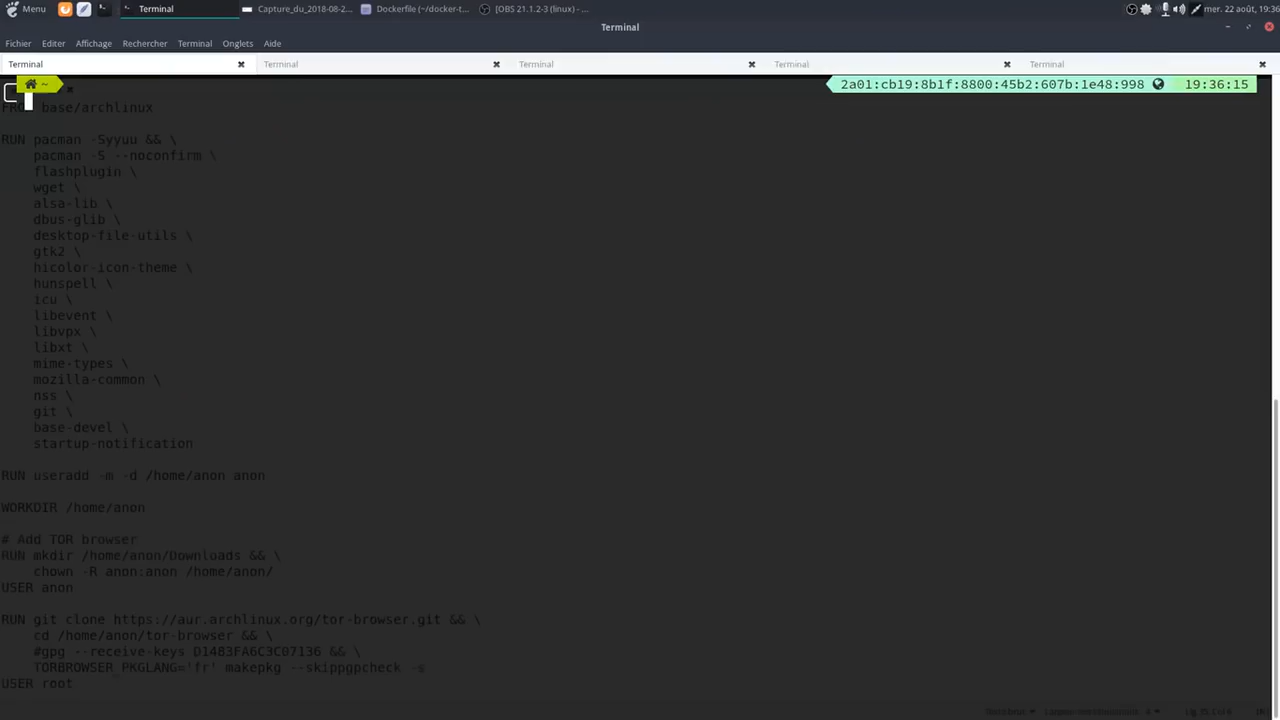 Menu
Terminal
Capture_du_2018-08-2...
Dockerfile (~/docker-t...
[OBS 21.1.2-3 (linux) - ...
mer. 22 août, 19:36
Terminal
Fichier Editer Affichage Rechercher Terminal Onglets Aide
Terminal Terminal Terminal Terminal Terminal
~ 2a01:cb19:8b1f:8800:45b2:607b:1e48:998 19:36:15
base/archlinux
RUN pacman -Syyuu && \
pacman -S --noconfirm \
flashplugin \
wget \
alsa-lib \
dbus-glib \
desktop-file-utils \
gtk2 \
hicolor-icon-theme \
hunspell \
icu \
libevent \
libvpx \
libxt \
mime-types \
mozilla-common \
nss \
git \
base-devel \
startup-notification
RUN useradd -m -d /home/anon anon
WORKDIR /home/anon
# Add TOR browser
RUN mkdir /home/anon/Downloads && \
chown -R anon:anon /home/anon/
USER anon
RUN git clone https://aur.archlinux.org/tor-browser.git && \
cd /home/anon/tor-browser && \
#gpg --receive-keys D1483FA6C3C07136 && \
TORBROWSER_PKGLANG='fr' makepkg --skippgpcheck -s
USER root